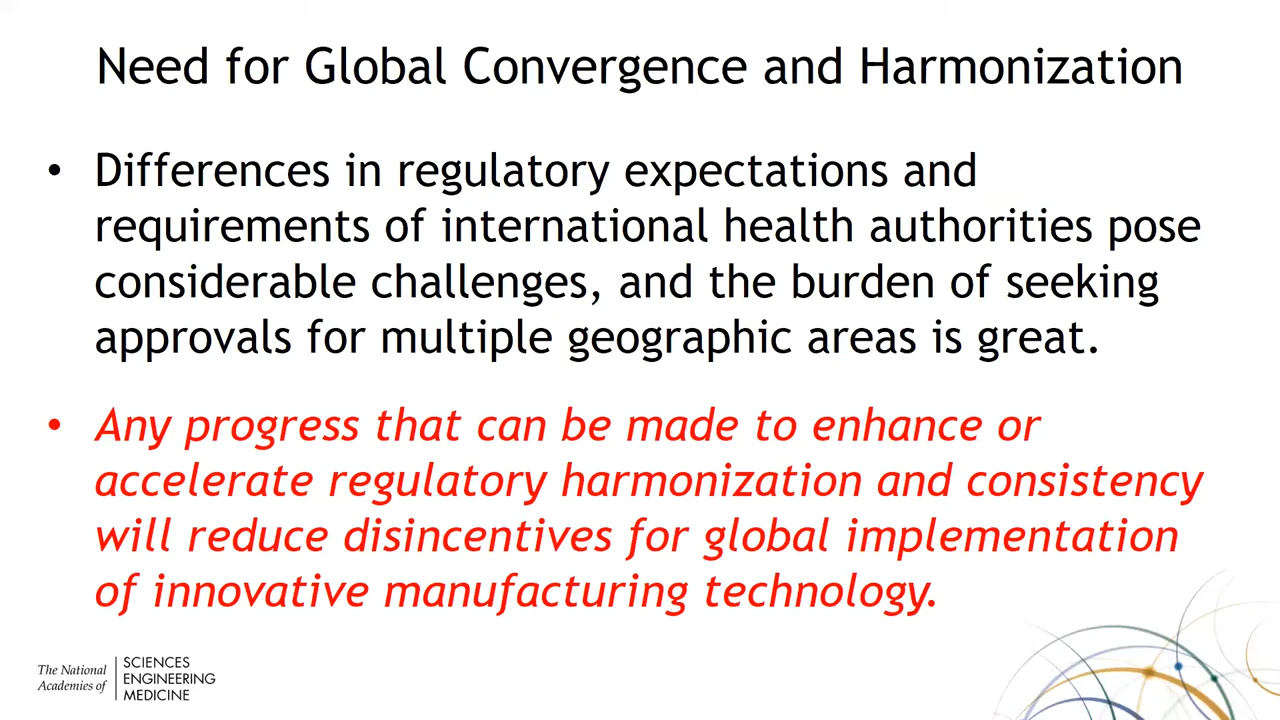 Need for Global Convergence and Harmonization
• Differences in regulatory expectations and
requirements of international health authorities pose
considerable challenges, and the burden of seeking
approvals for multiple geographic areas is great.
• Any progress that can be made to enhance or
accelerate regulatory harmonization and consistency
will reduce disincentives for global implementation
of innovative manufacturing technology.
The National
Academies of
SCIENCES
ENGINEERING
MEDICINE